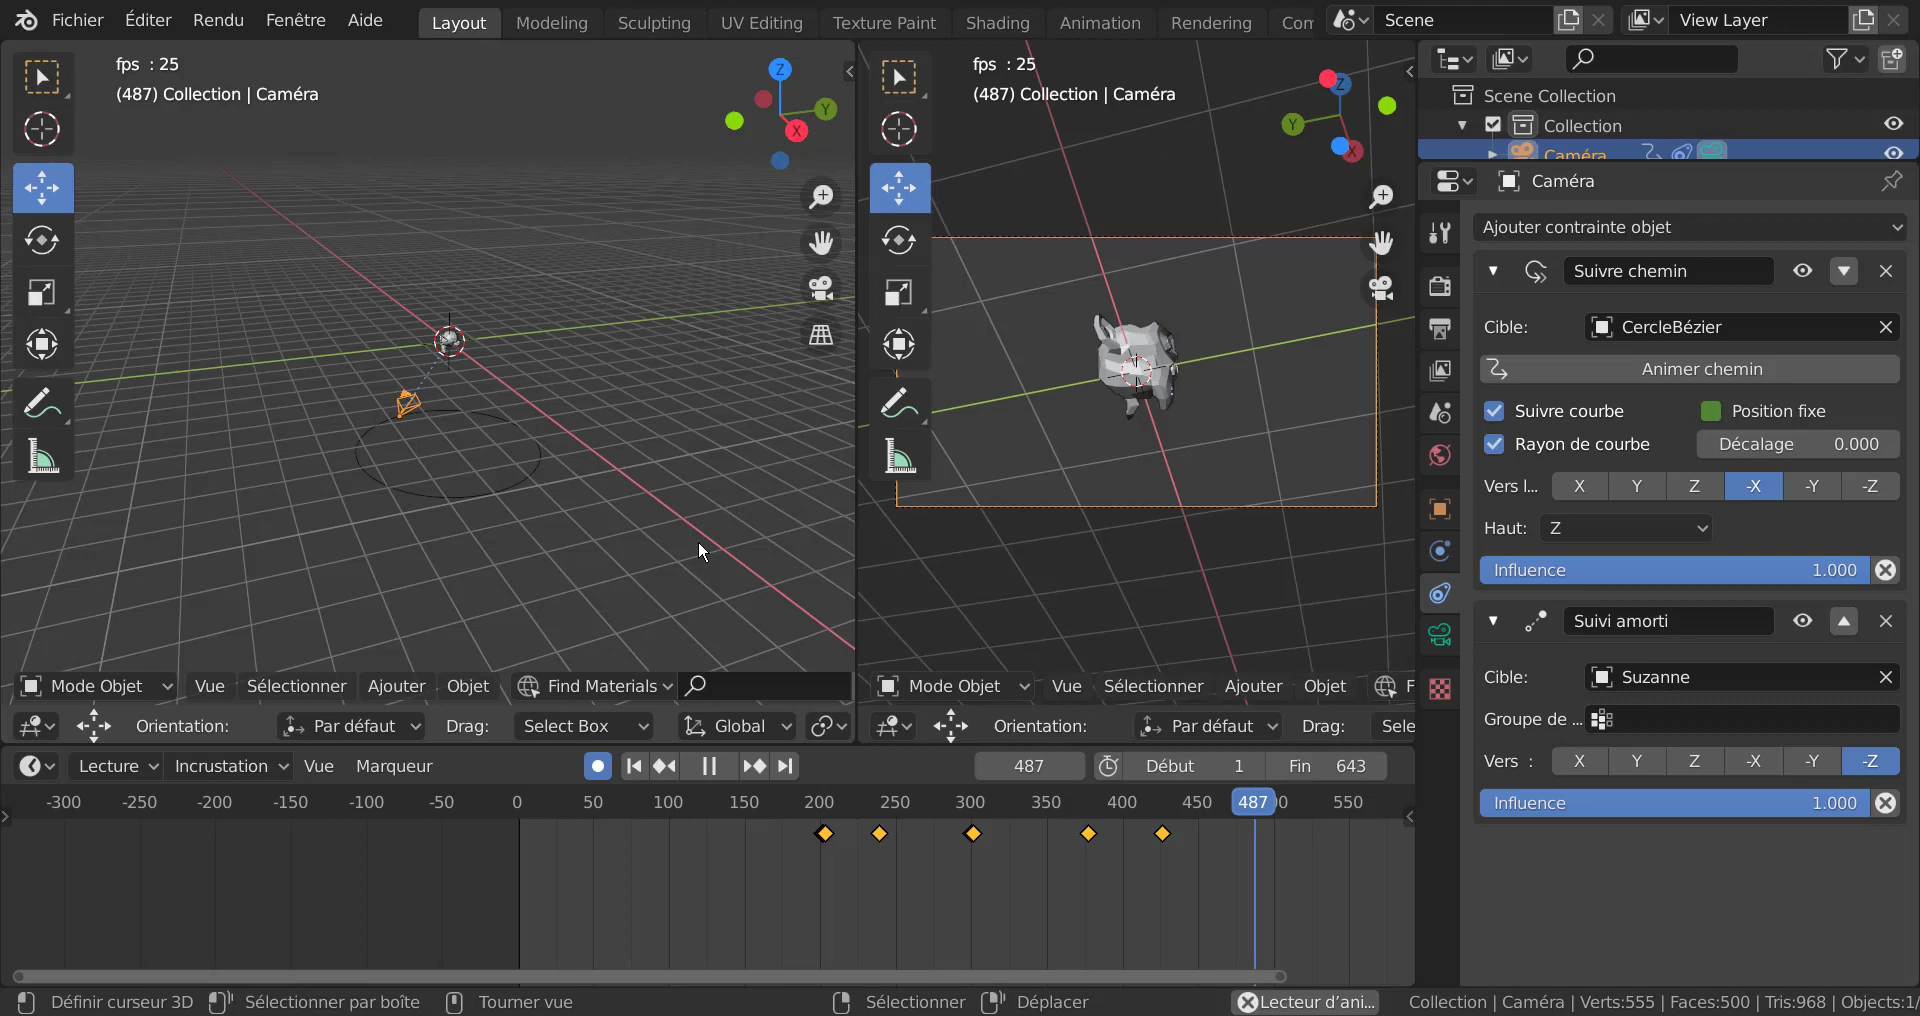 Fichier Éditer Rendu Fenêtre Aide Layout Modeling Sculpting UV Editing Texture Paint Shading Animation Rendering Scene View Layer
fps : 25
(487) Collection | Caméra
Z
Y
X
fps : 25
(487) Collection | Caméra
Z
Y
X
Scene Collection
Collection
Caméra
Caméra
Ajouter contrainte objet
Suivre chemin
Cible: CercleBézier
Animer chemin
Suivre courbe Position fixe
Rayon de courbe Décalage 0.000
Vers l... X Y Z -X -Y -Z
Haut: Z
Influence 1.000
Suivi amorti
Cible: Suzanne
Groupe de ...
Vers : X Y Z -X -Y -Z
Influence 1.000
Mode Objet Vue Sélectionner Ajouter Objet Find Materials
Orientation: Par défaut Drag: Select Box Global
Mode Objet Vue Sélectionner Ajouter Objet F
Orientation: Par défaut Drag: Sele
Lecture Incrustation Vue Marqueur 487 Début 1 Fin 643
-300 -250 -200 -150 -100 -50 0 50 100 150 200 250 300 350 400 450 487 550
Définir curseur 3D Sélectionner par boîte Tourner vue Sélectionner Déplacer Lecteur d'ani... Collection | Caméra | Verts:555 | Faces:500 | Tris:968 | Objects:1/